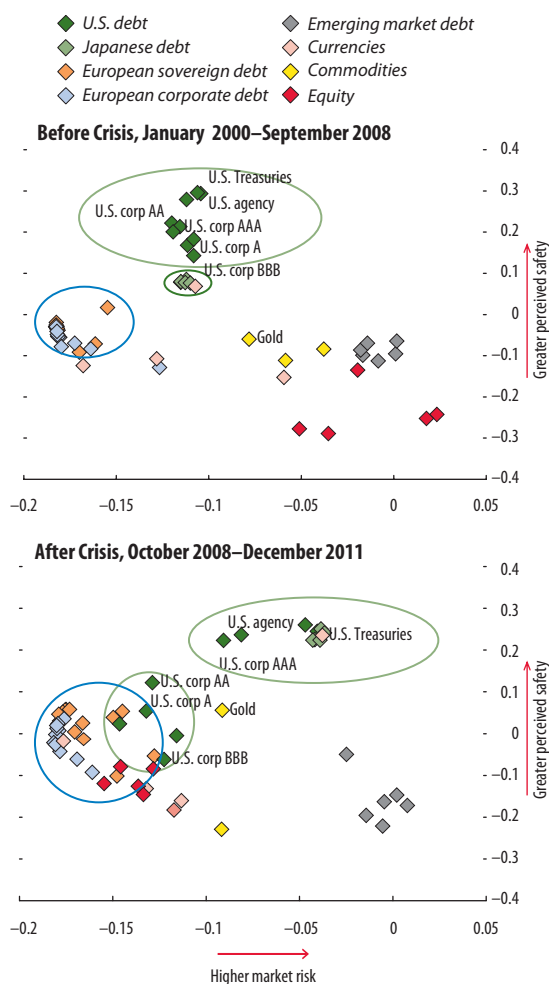 U.S. debt
Japanese debt
European sovereign debt
European corporate debt
Emerging market debt
Currencies
Commodities
Equity
Before Crisis, January 2000–September 2008
0.4
U.S. Treasuries
0.3
U.S. agency
U.S. corp AA
0.2
U.S. corp AAA
U.S. corp A
U.S. corp BBB
0.1
0
Gold
−0.1
−0.2
−0.3
−0.4
Greater perceived safety
−0.2 −0.15 −0.1 −0.05 0 0.05
After Crisis, October 2008–December 2011
0.4
0.3
U.S. agency
U.S. Treasuries
0.2
U.S. corp AAA
U.S. corp AA
0.1
U.S. corp A
Gold
0
U.S. corp BBB
−0.1
−0.2
−0.3
−0.4
Greater perceived safety
−0.2 −0.15 −0.1 −0.05 0 0.05
Higher market risk